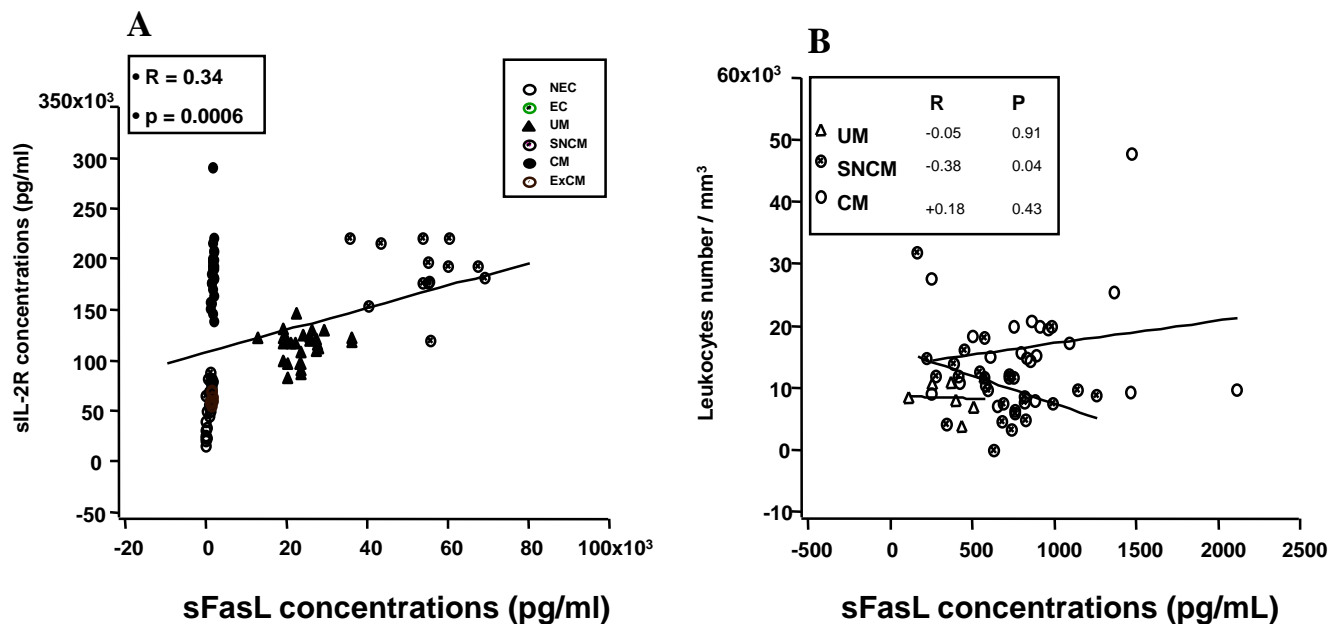 A
• R = 0.34
• p = 0.0006
NEC
EC
UM
SNCM
CM
ExCM
350x10³
300
250
200
150
100
50
0
-50
-20 0 20 40 60 80 100x10³
sIL-2R concentrations (pg/ml)
sFasL concentrations (pg/ml)
B
R P
UM -0.05 0.91
SNCM -0.38 0.04
CM +0.18 0.43
60x10³
50
40
30
20
10
0
-10
-500 0 500 1000 1500 2000 2500
Leukocytes number / mm³
sFasL concentrations (pg/mL)